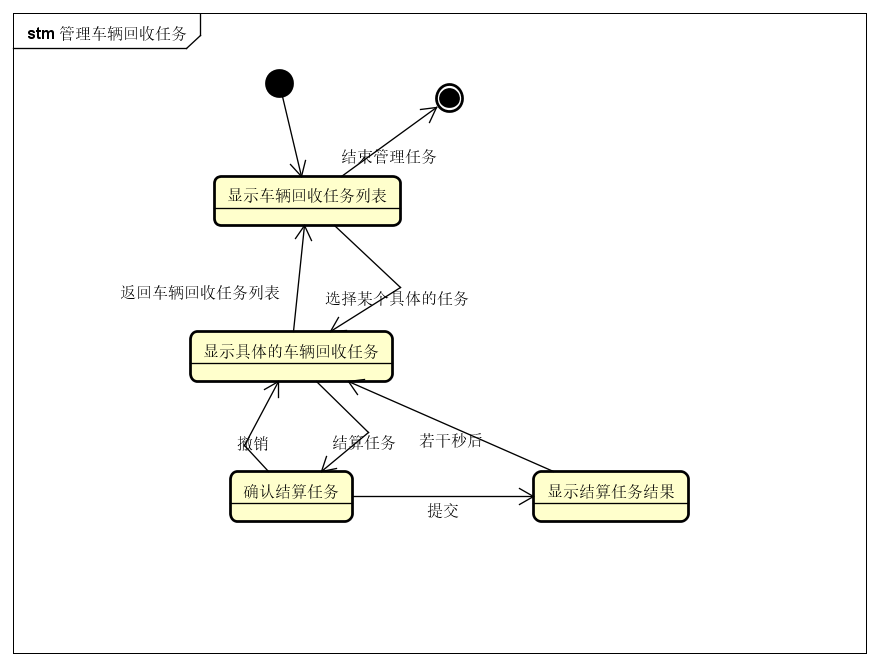 stm 管理车辆回收任务
结束管理任务
显示车辆回收任务列表
返回车辆回收任务列表
选择某个具体的任务
显示具体的车辆回收任务
撤销
结算任务
若干秒后
确认结算任务
显示结算任务结果
提交